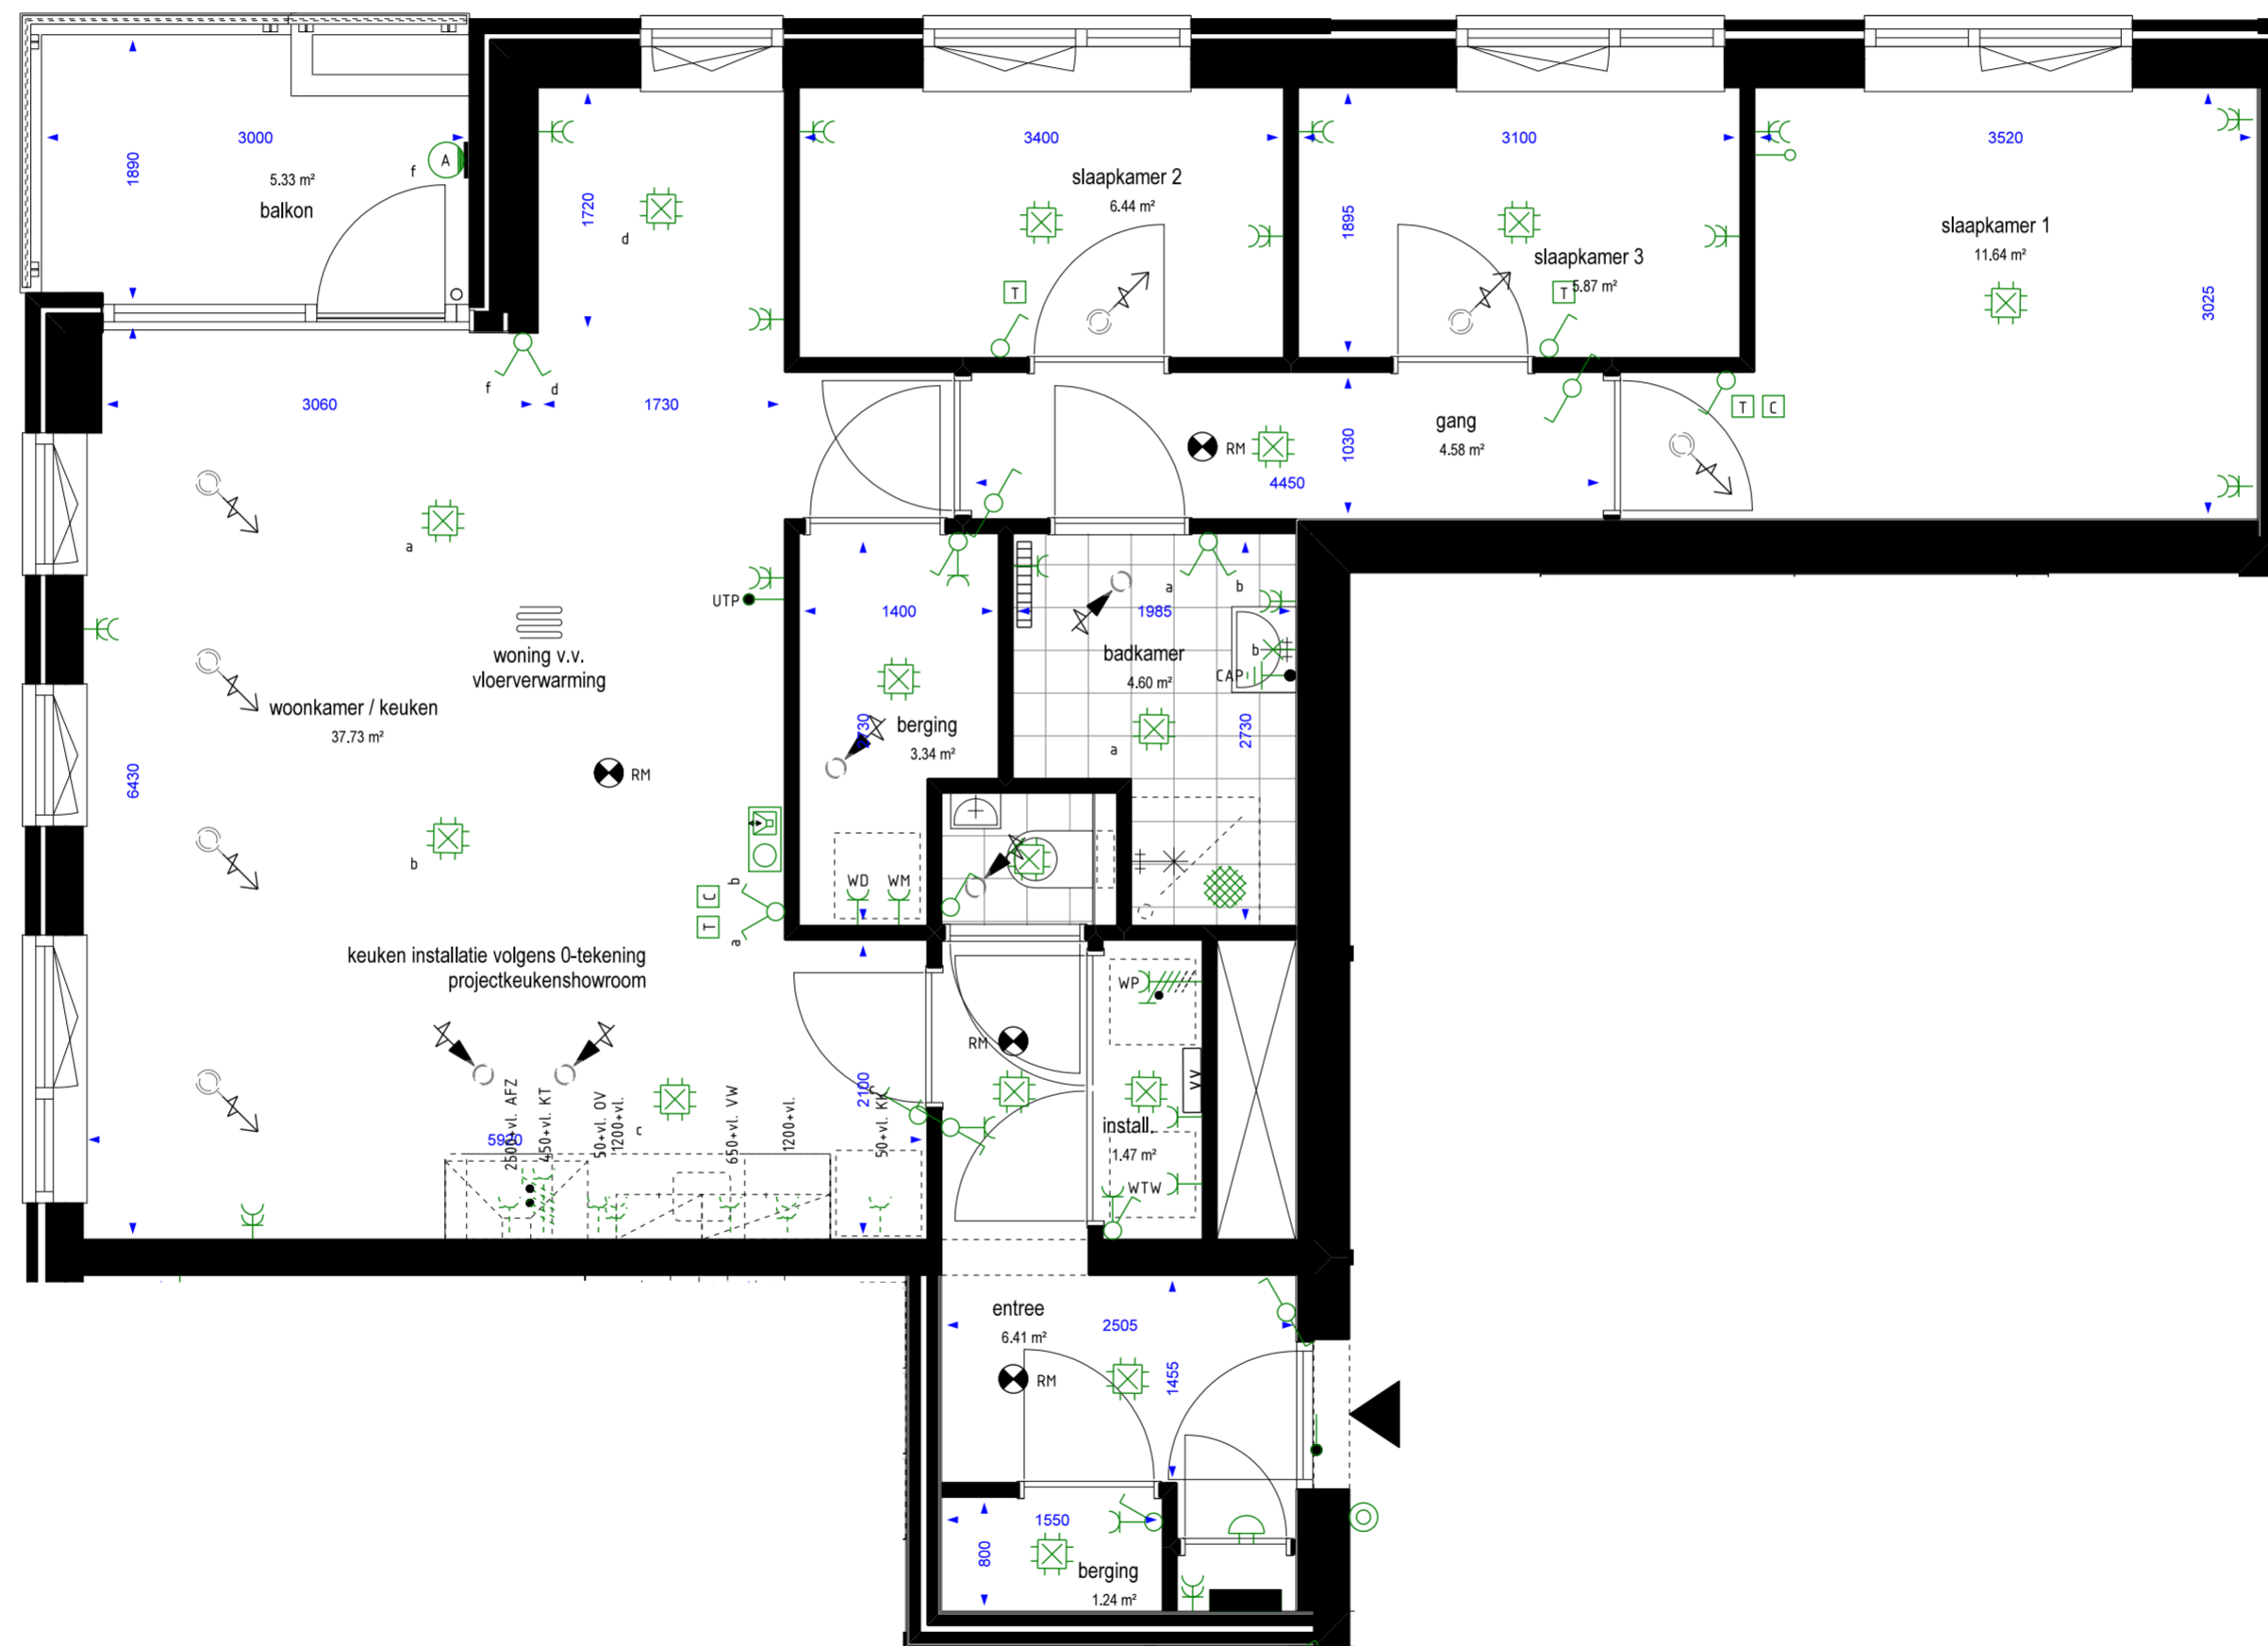 3000
1890
f
A
5.33 m²
balkon
1720
d
3400
slaapkamer 2
6.44 m²
T
3100
1895
slaapkamer 3
5.87 m²
T
3520
slaapkamer 1
11.64 m²
3025
f
d
3060
1730
RM
gang
4.58 m²
1030
4450
T
C
a
UTP
woning v.v.
vloerverwarming
woonkamer / keuken
37.73 m²
6430
RM
b
1400
2730
berging
3.34 m²
WD
WM
a
b
1985
badkamer
4.60 m²
b
CAP
2730
a
C
T
b
a
keuken installatie volgens 0-tekening
projectkeukenshowroom
RM
WP
VV
2100
c
install.
1.47 m²
WTW
5920
2500+vl. AFZ
450+vl. KT
50+vl. OV
1200+vl.
c
650+vl. VW
1200+vl.
50+vl. KK
entree
6.41 m²
2505
1455
RM
1550
800
berging
1.24 m²